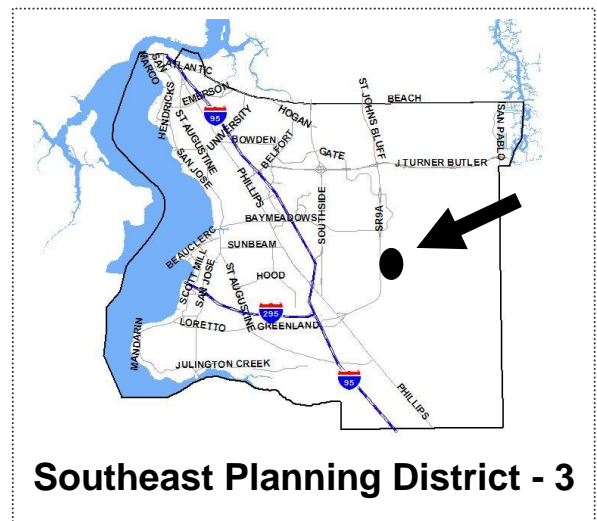 SAN
MARCO
ATLANTIC
EMERSON
HENDRICKS
95
UNIVERSITY
HOGAN
ST JOHNS BLUFF
BEACH
SAN PABLO
ST AUGUSTINE
BOWDEN
BELFORT
GATE
J.TURNER BUTLER
SAN JOSE
PHILLIPS
SOUTHSIDE
SR9A
BAYMEADOWS
BEAUCLERC
SUNBEAM
SCOTT MILL
SAN JOSE
ST AUGUSTINE
HOOD
295
LORETTO
GREENLAND
MANDARIN
JULINGTON CREEK
95
PHILLIPS
Southeast Planning District - 3